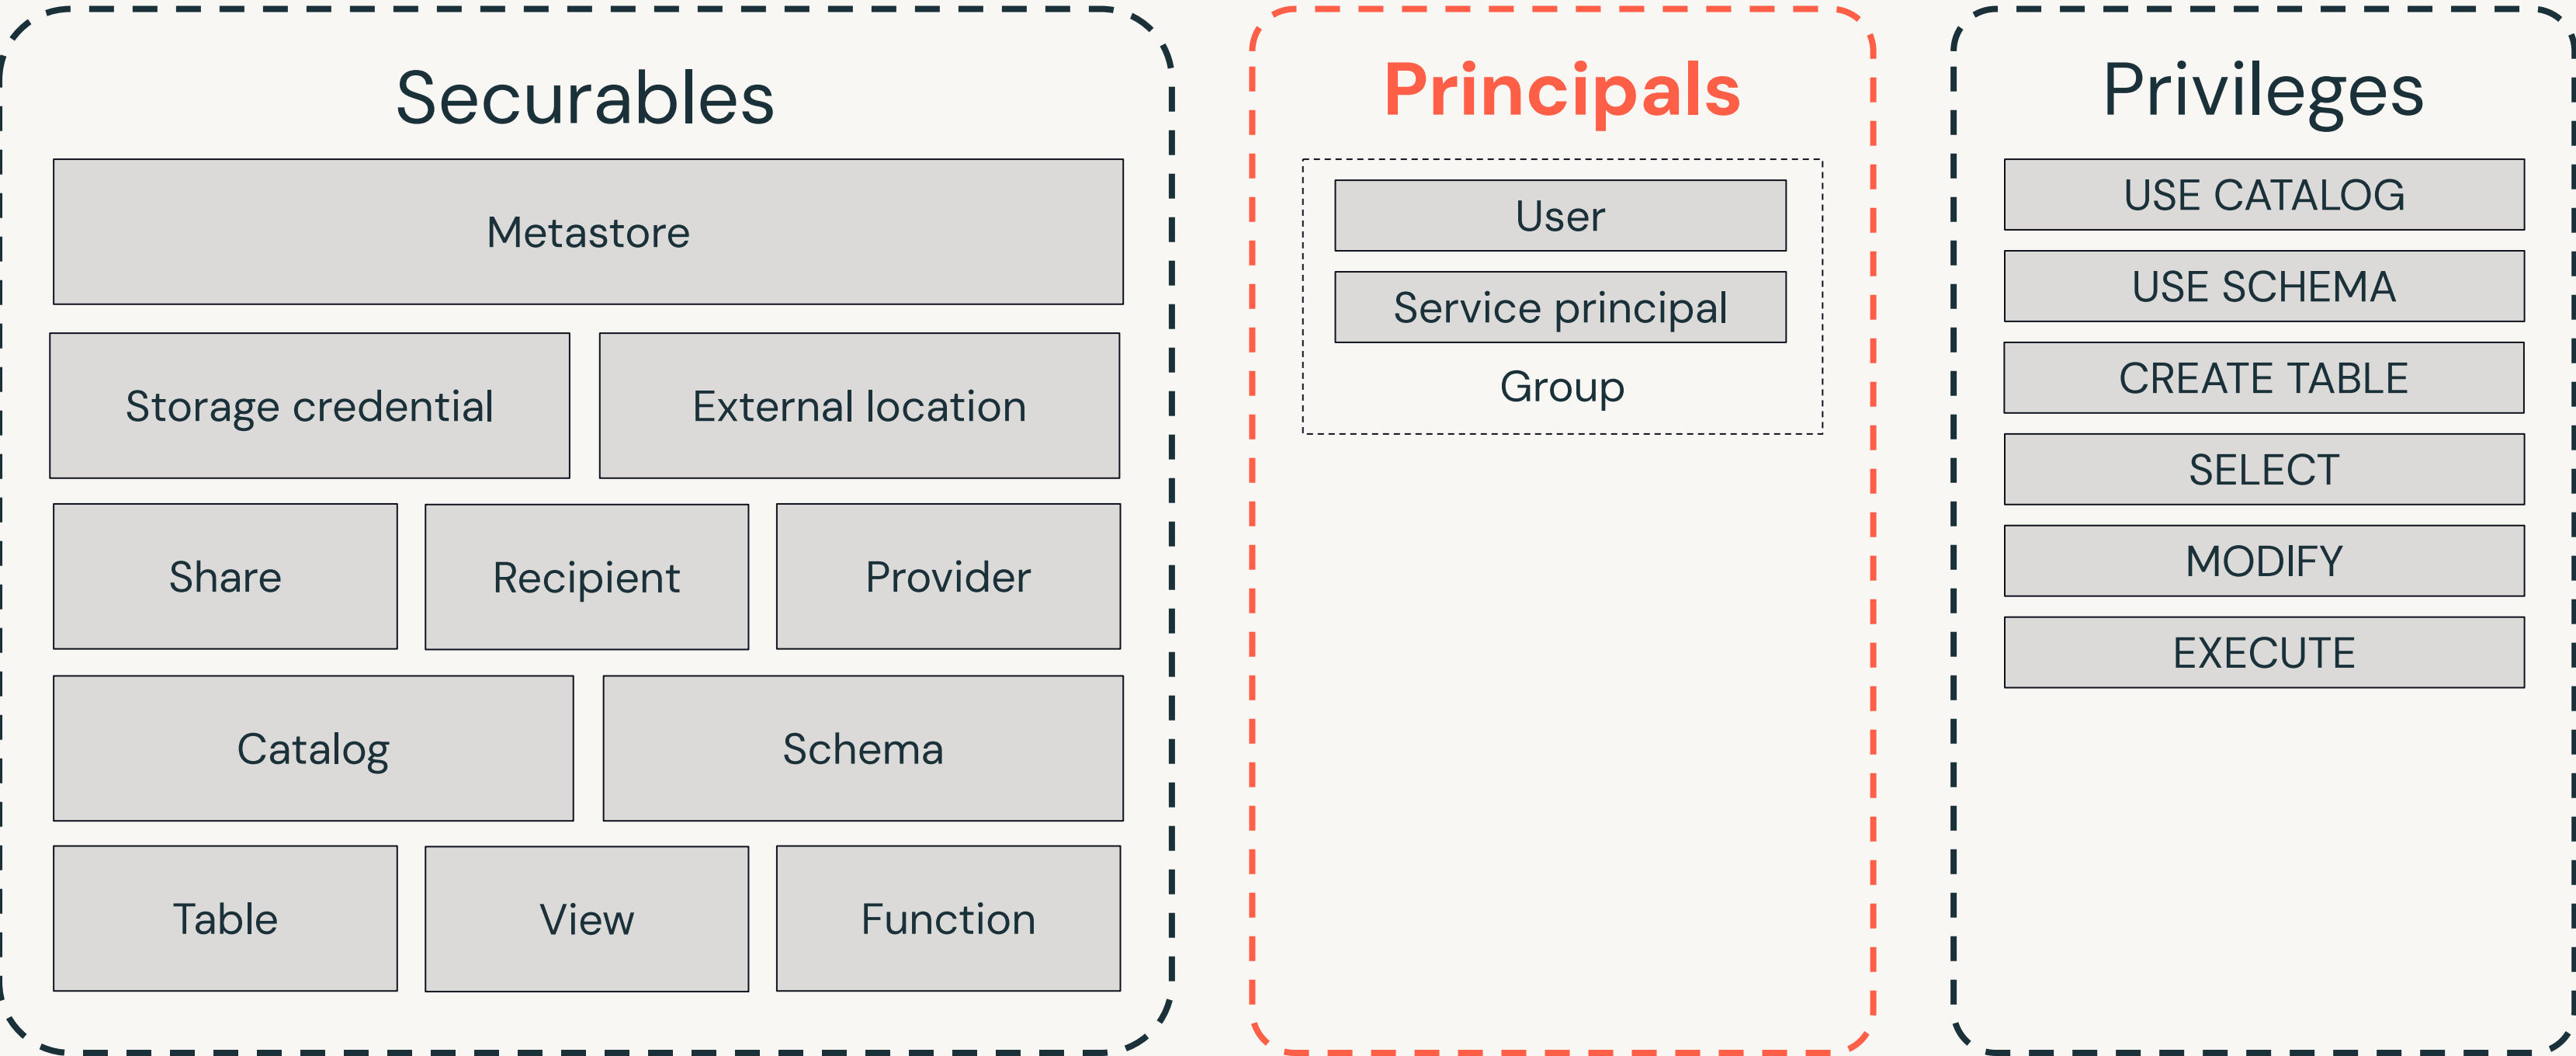 Securables
Metastore
Storage credential
External location
Share
Recipient
Provider
Catalog
Schema
Table
View
Function
Principals
User
Service principal
Group
Privileges
USE CATALOG
USE SCHEMA
CREATE TABLE
SELECT
MODIFY
EXECUTE